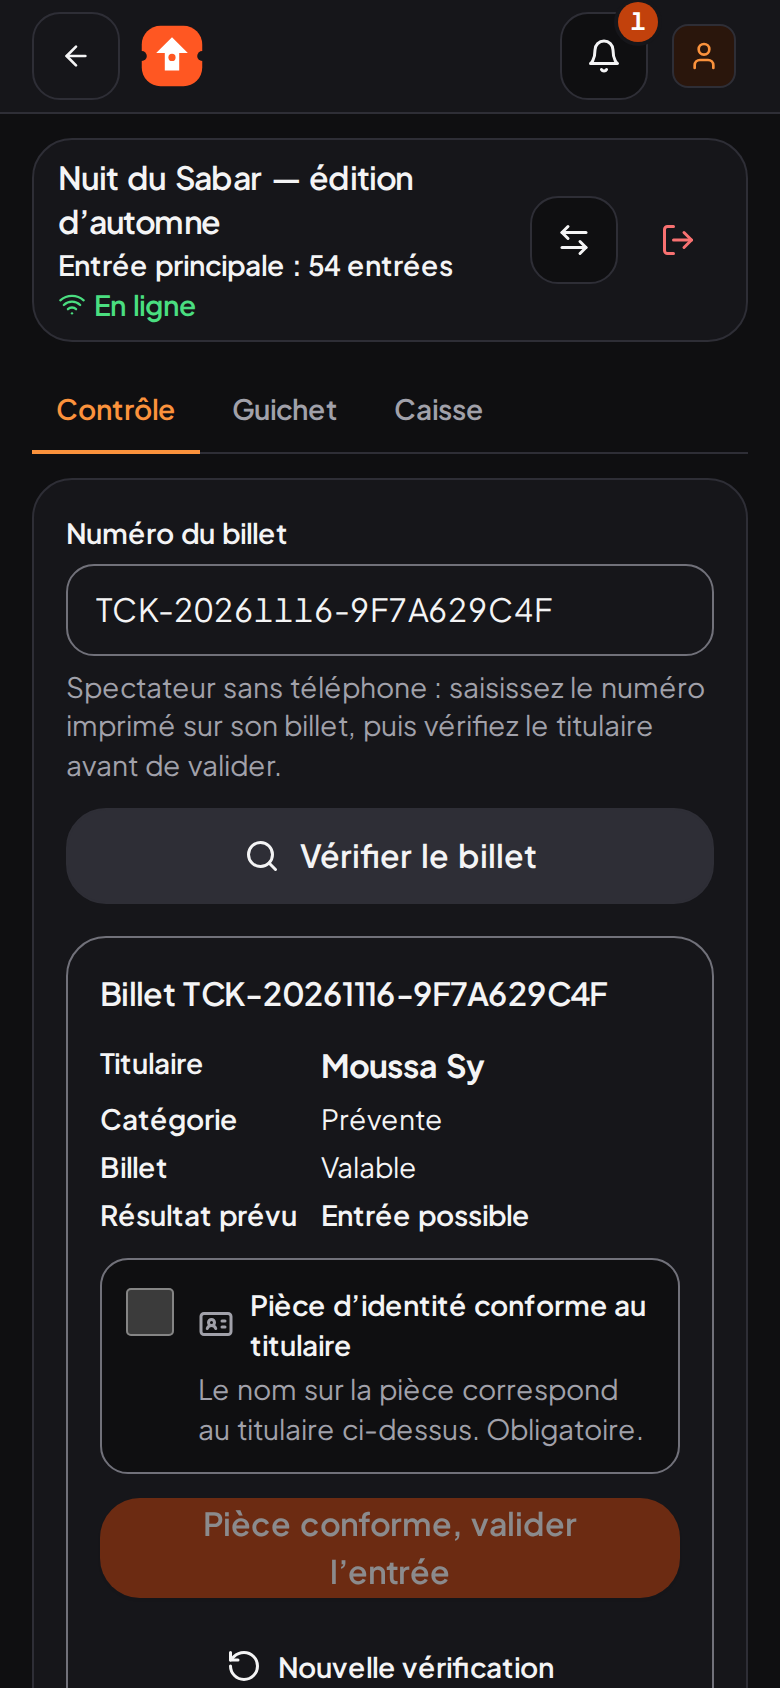 1
Nuit du Sabar — édition
d’automne
Entrée principale : 54 entrées
En ligne
Contrôle Guichet Caisse
Numéro du billet
TCK-20261116-9F7A629C4F
Spectateur sans téléphone : saisissez le numéro
imprimé sur son billet, puis vérifiez le titulaire
avant de valider.
Vérifier le billet
Billet TCK-20261116-9F7A629C4F
Titulaire Moussa Sy
Catégorie Prévente
Billet Valable
Résultat prévu Entrée possible
Pièce d’identité conforme au
titulaire
Le nom sur la pièce correspond
au titulaire ci-dessus. Obligatoire.
Pièce conforme, valider
l’entrée
Nouvelle vérification